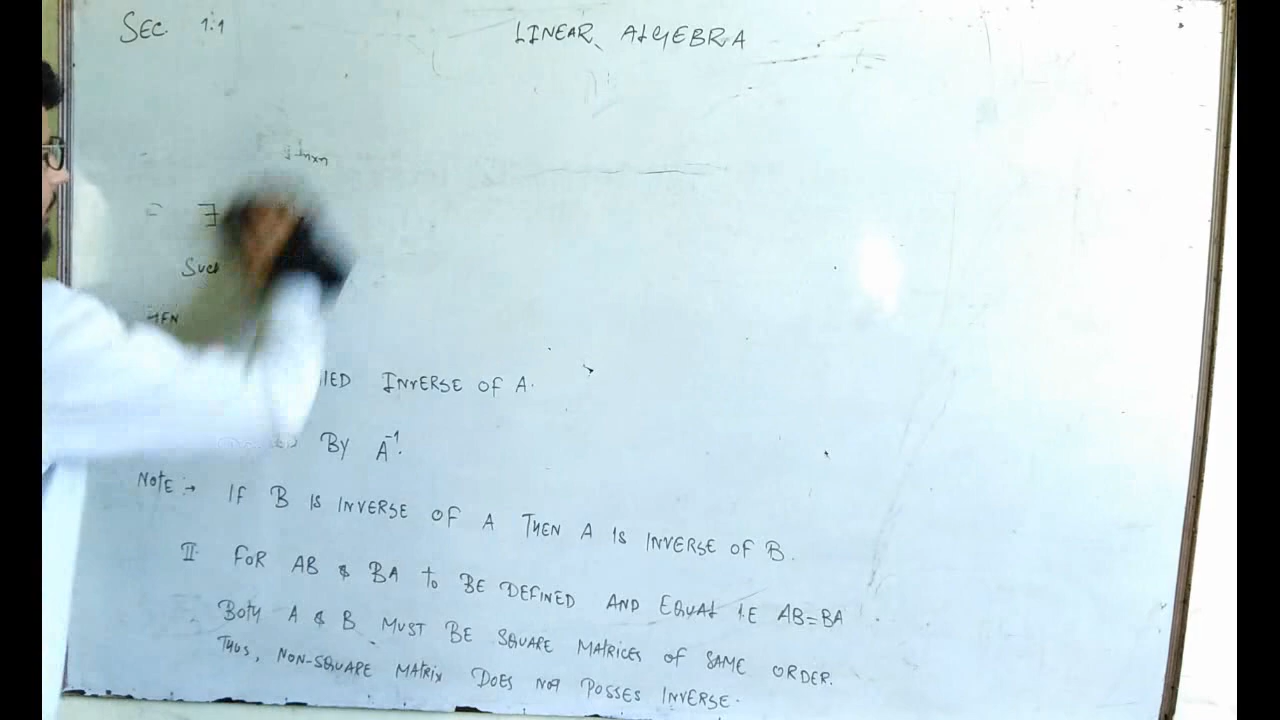 SEC 1.1
LINEAR ALGEBRA
nxn
∃
SUCH
INVERSE OF A.
BY A⁻¹.
NOTE :→ IF B IS INVERSE OF A THEN A IS INVERSE OF B.
II. FOR AB & BA TO BE DEFINED AND EQUAL I.E AB=BA
BOTH A & B MUST BE SQUARE MATRICES OF SAME ORDER.
THUS, NON-SQUARE MATRIX DOES NOT POSSES INVERSE.